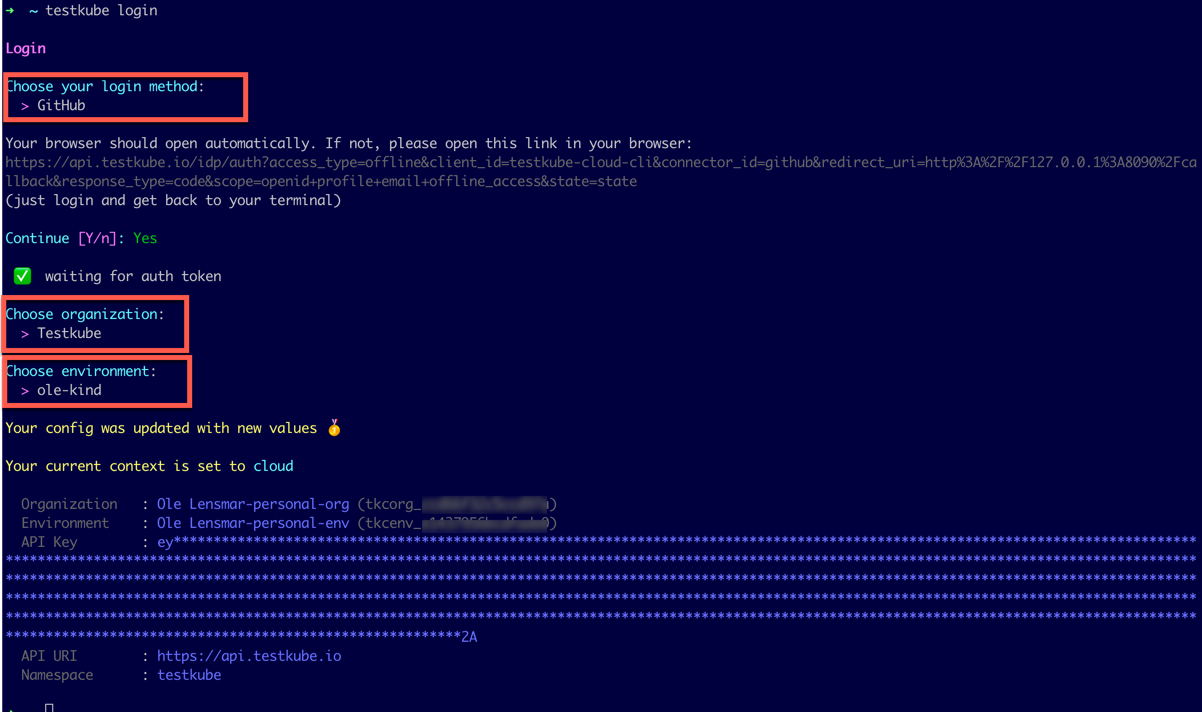 → ~ testkube login
Login
Choose your login method:
> GitHub
Your browser should open automatically. If not, please open this link in your browser:
https://api.testkube.io/idp/auth?access_type=offline&client_id=testkube-cloud-cli&connector_id=github&redirect_uri=http%3A%2F%2F127.0.0.1%3A8090%2Fca
llback&response_type=code&scope=openid+profile+email+offline_access&state=state
(just login and get back to your terminal)
Continue [Y/n]: Yes
✅ waiting for auth token
Choose organization:
> Testkube
Choose environment:
> ole-kind
Your config was updated with new values 🏅
Your current context is set to cloud
Organization : Ole Lensmar-personal-org (tkcorg_)
Environment : Ole Lensmar-personal-env (tkcenv_)
API Key : ey********************************************************************************************************************************
*****************************************************************************************************************************************************
*****************************************************************************************************************************************************
*****************************************************************************************************************************************************
*****************************************************************************************************************************************************
*********************************************************2A
API URI : https://api.testkube.io
Namespace : testkube